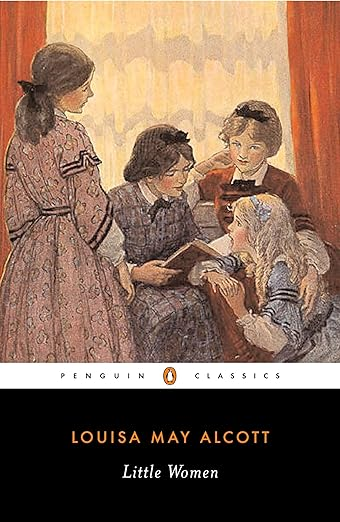 PENGUIN CLASSICS
LOUISA MAY ALCOTT
Little Women